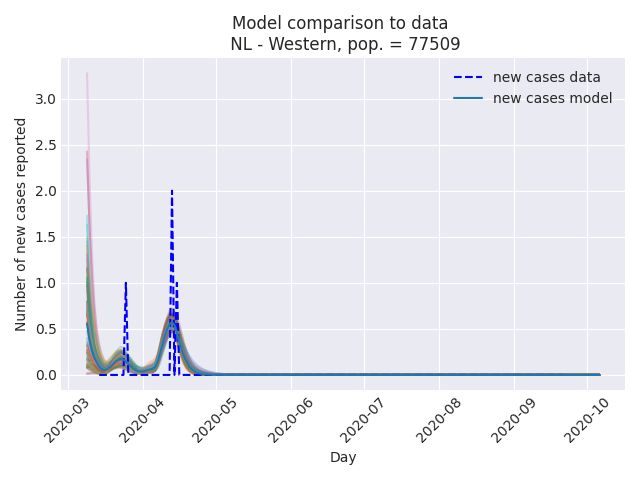 Model comparison to data
NL - Western, pop. = 77509
new cases data
new cases model
Number of new cases reported
3.0
2.5
2.0
1.5
1.0
0.5
0.0
2020-03
2020-04
2020-05
2020-06
2020-07
2020-08
2020-09
2020-10
Day